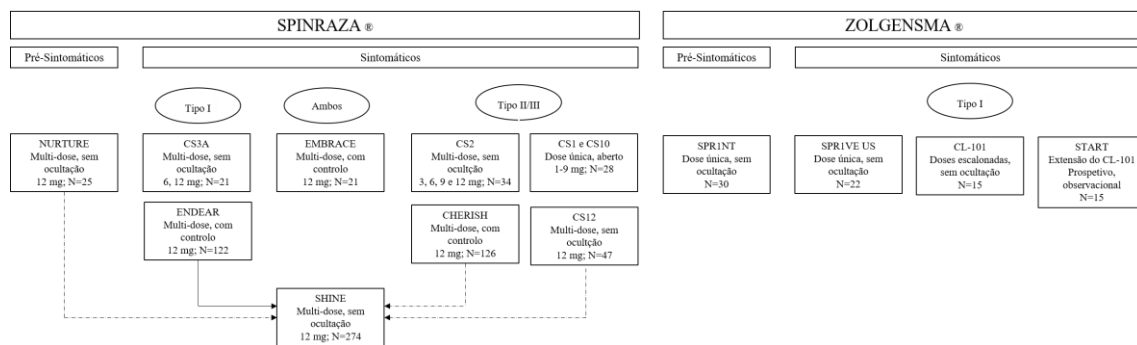 SPINRAZA ®
Pré-Sintomáticos
Sintomáticos
Tipo I
Ambos
Tipo II/III
NURTURE
Multi-dose, sem
ocultação
12 mg; N=25
CS3A
Multi-dose, sem
ocultação
6, 12 mg; N=21
EMBRACE
Multi-dose, com
controlo
12 mg; N=21
CS2
Multi-dose, sem
ocultção
3, 6, 9 e 12 mg; N=34
CS1 e CS10
Dose única, aberto
1-9 mg; N=28
ENDEAR
Multi-dose, com
controlo
12 mg; N=122
CHERISH
Multi-dose, com
controlo
12 mg; N=126
CS12
Multi-dose, sem
ocultção
12 mg; N=47
SHINE
Multi-dose, sem
ocultação
12 mg; N=274
ZOLGENSMA ®
Pré-Sintomáticos
Sintomáticos
Tipo I
SPR1NT
Dose única, sem
ocultação
N=30
SPR1VE US
Dose única, sem
ocultação
N=22
CL-101
Doses escalonadas,
sem ocultação
N=15
START
Extensão do CL-101
Prospetivo,
observacional
N=15